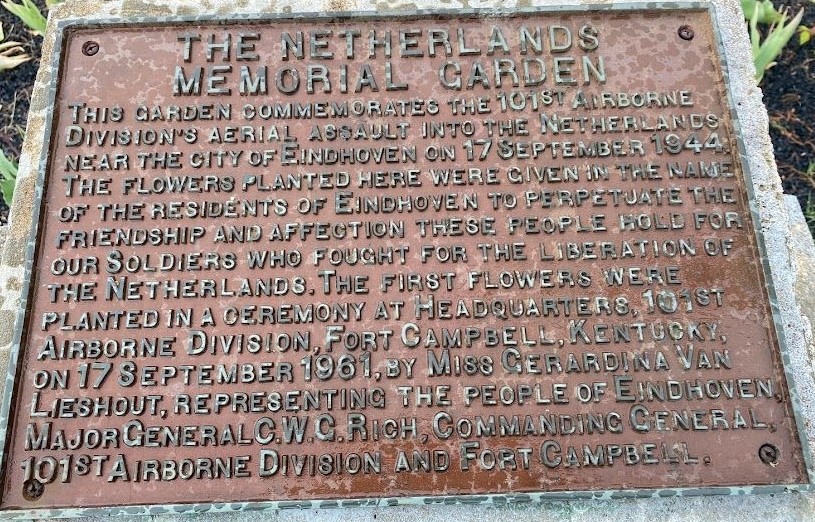 THE NETHERLANDS
MEMORIAL GARDEN
THIS GARDEN COMMEMORATES THE 101ST AIRBORNE
DIVISION'S AERIAL ASSAULT INTO THE NETHERLANDS
NEAR THE CITY OF EINDHOVEN ON 17 SEPTEMBER 1944.
THE FLOWERS PLANTED HERE WERE GIVEN IN THE NAME
OF THE RESIDENTS OF EINDHOVEN TO PERPETUATE THE
FRIENDSHIP AND AFFECTION THESE PEOPLE HOLD FOR
OUR SOLDIERS WHO FOUGHT FOR THE LIBERATION OF
THE NETHERLANDS. THE FIRST FLOWERS WERE
PLANTED IN A CEREMONY AT HEADQUARTERS, 101ST
AIRBORNE DIVISION, FORT CAMPBELL, KENTUCKY,
ON 17 SEPTEMBER 1961, BY MISS GERARDINA VAN
LIESHOUT, REPRESENTING THE PEOPLE OF EINDHOVEN,
MAJOR GENERAL C.W.G. RICH, COMMANDING GENERAL,
101ST AIRBORNE DIVISION AND FORT CAMPBELL.